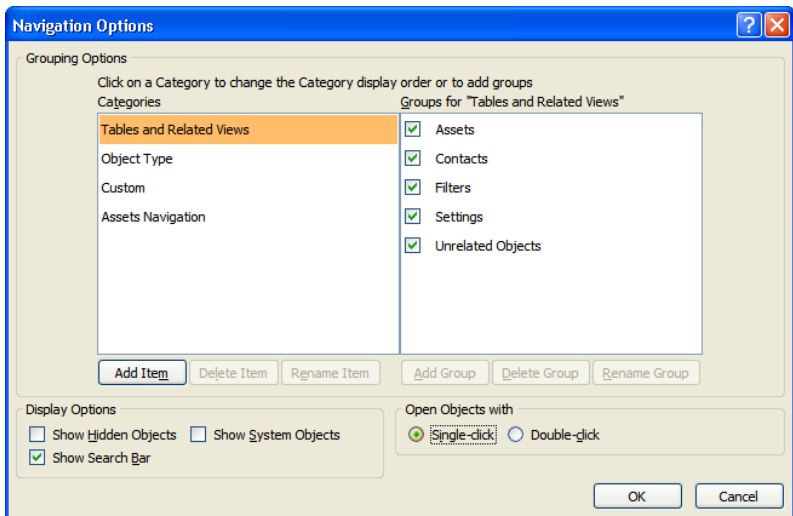 Navigation Options
Grouping Options
Click on a Category to change the Category display order or to add groups
Categories
Groups for "Tables and Related Views"
Tables and Related Views
Object Type
Custom
Assets Navigation
Assets
Contacts
Filters
Settings
Unrelated Objects
Add Item Delete Item Rename Item Add Group Delete Group Rename Group
Display Options
Show Hidden Objects Show System Objects
Show Search Bar
Open Objects with
Single-click Double-click
OK Cancel